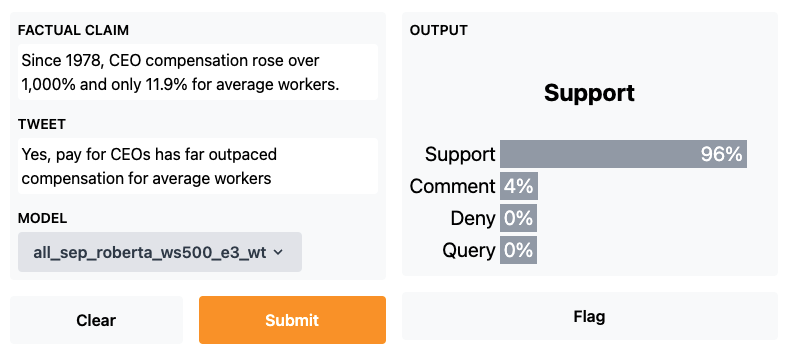 FACTUAL CLAIM
Since 1978, CEO compensation rose over
1,000% and only 11.9% for average workers.
TWEET
Yes, pay for CEOs has far outpaced
compensation for average workers
MODEL
all_sep_roberta_ws500_e3_wt
Clear
Submit
OUTPUT
Support
Support 96%
Comment 4%
Deny 0%
Query 0%
Flag